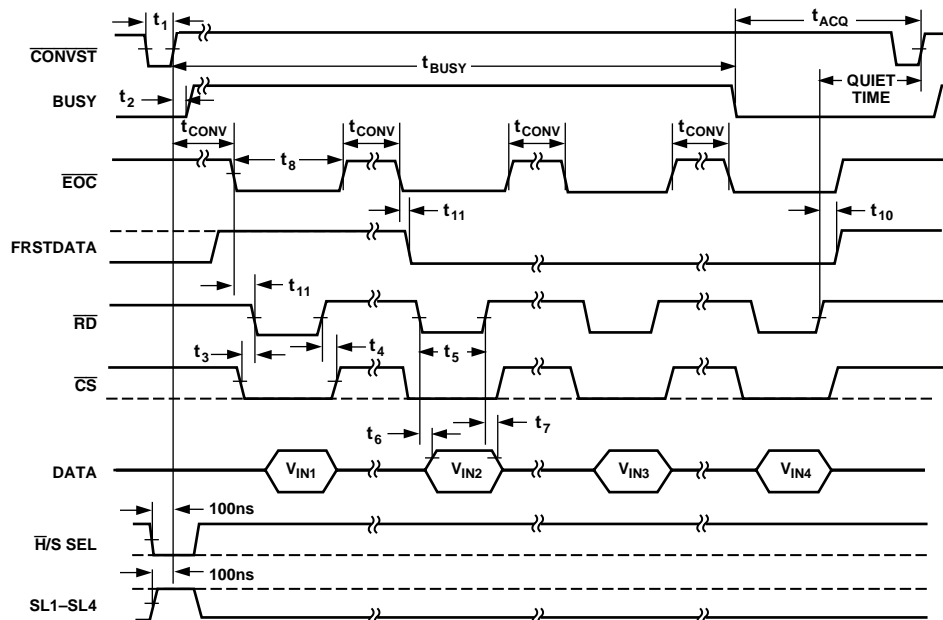 t1
tACQ
CONVST
tBUSY
QUIET
TIME
t2
BUSY
tCONV
tCONV
tCONV
tCONV
t8
EOC
t11
t10
FRSTDATA
t11
RD
t3
t4
t5
CS
t6
t7
DATA
VIN1
VIN2
VIN3
VIN4
100ns
H/S SEL
100ns
SL1–SL4